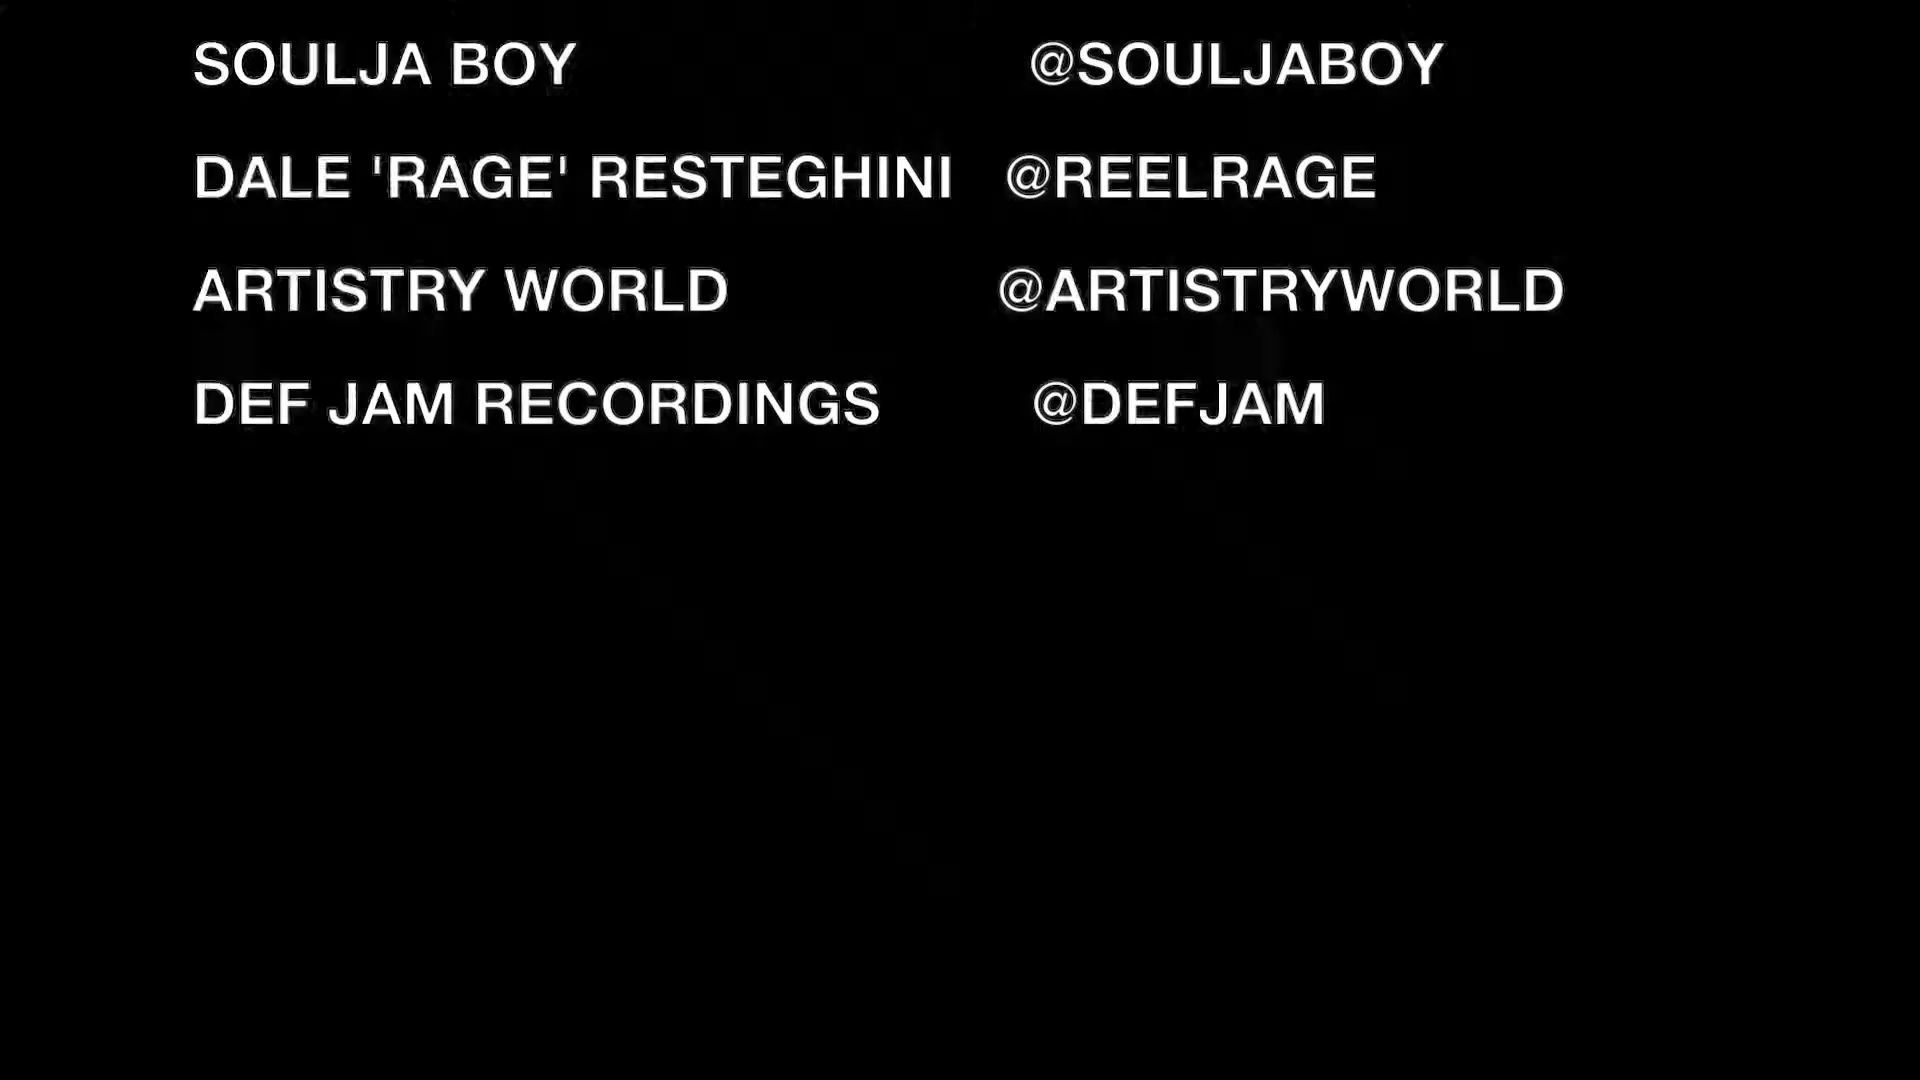 SOULJA BOY @SOULJABOY
DALE 'RAGE' RESTEGHINI @REELRAGE
ARTISTRY WORLD @ARTISTRYWORLD
DEF JAM RECORDINGS @DEFJAM